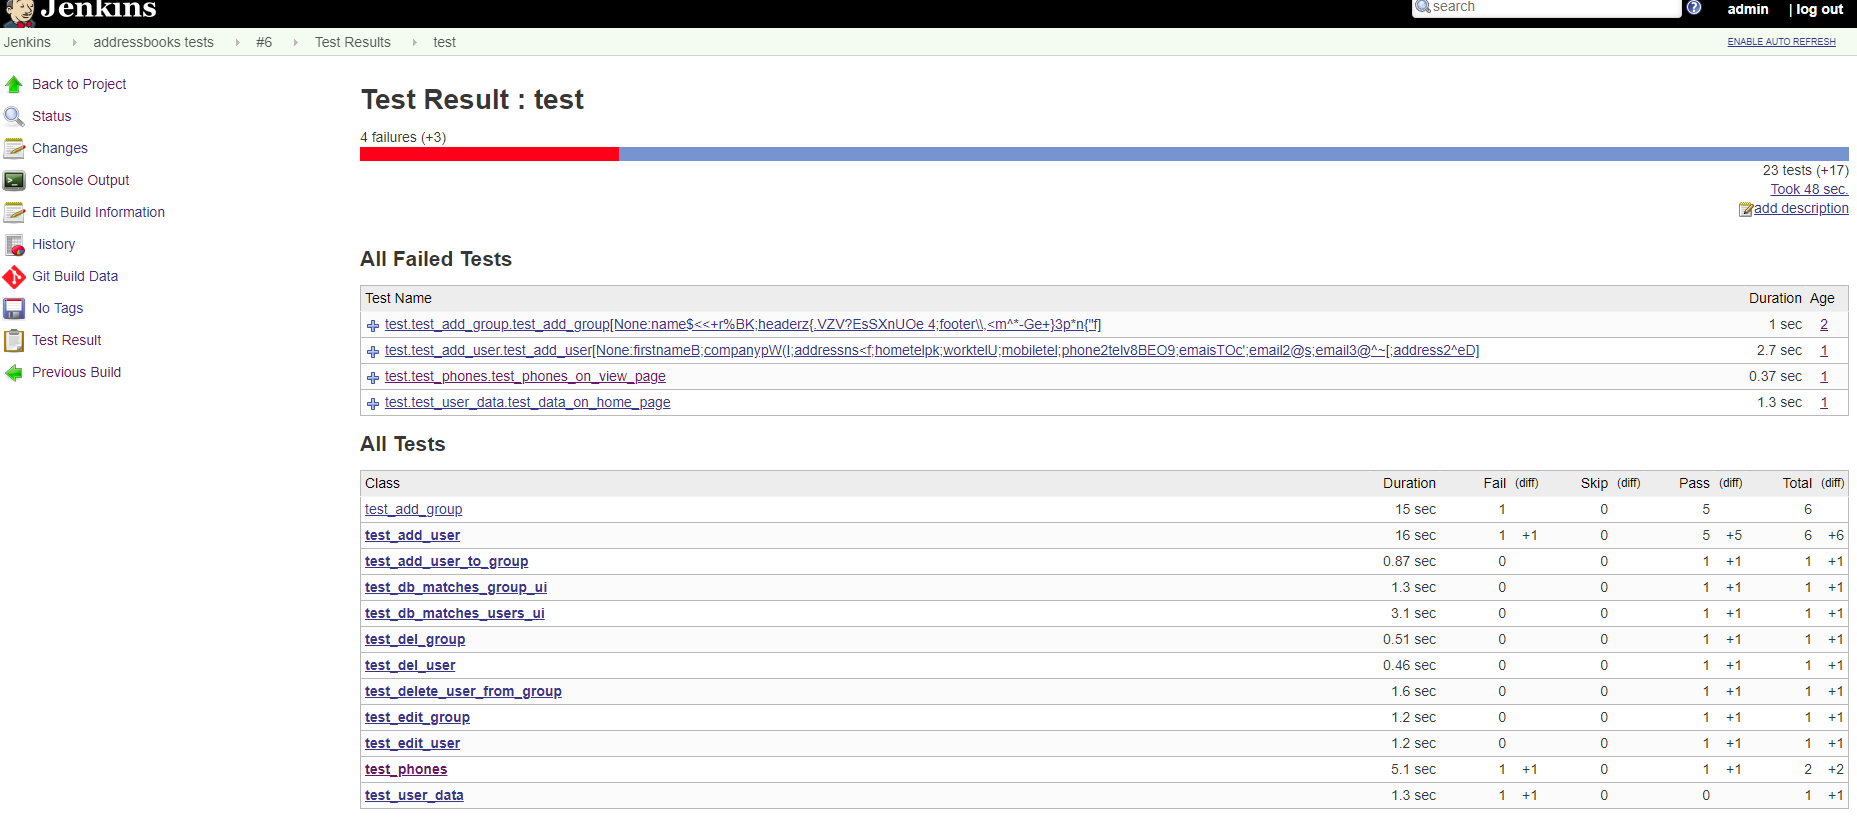 Jenkins
search
admin | log out
Jenkins addressbooks tests #6 Test Results test
ENABLE AUTO REFRESH
Back to Project
Status
Changes
Console Output
Edit Build Information
History
Git Build Data
No Tags
Test Result
Previous Build
Test Result : test
4 failures (+3)
23 tests (+17)
Took 48 sec.
add description
All Failed Tests
Test Name Duration Age
test.test_add_group.test_add_group[None:name$<<+r%BK;headerz{.VZV?EsSXnUOe 4;footer\\,<m^*-Ge+}3p*n{"f] 1 sec 2
test.test_add_user.test_add_user[None:firstnameB;companypW(I;addressns<f;hometelpk;worktelU;mobiletel;phone2telv8BEO9;emaisTOc';email2@s;email3@^~[;address2^eD] 2.7 sec 1
test.test_phones.test_phones_on_view_page 0.37 sec 1
test.test_user_data.test_data_on_home_page 1.3 sec 1
All Tests
Class Duration Fail (diff) Skip (diff) Pass (diff) Total (diff)
test_add_group 15 sec 1 0 5 6
test_add_user 16 sec 1 +1 0 5 +5 6 +6
test_add_user_to_group 0.87 sec 0 0 1 +1 1 +1
test_db_matches_group_ui 1.3 sec 0 0 1 +1 1 +1
test_db_matches_users_ui 3.1 sec 0 0 1 +1 1 +1
test_del_group 0.51 sec 0 0 1 +1 1 +1
test_del_user 0.46 sec 0 0 1 +1 1 +1
test_delete_user_from_group 1.6 sec 0 0 1 +1 1 +1
test_edit_group 1.2 sec 0 0 1 +1 1 +1
test_edit_user 1.2 sec 0 0 1 +1 1 +1
test_phones 5.1 sec 1 +1 0 1 +1 2 +2
test_user_data 1.3 sec 1 +1 0 0 1 +1